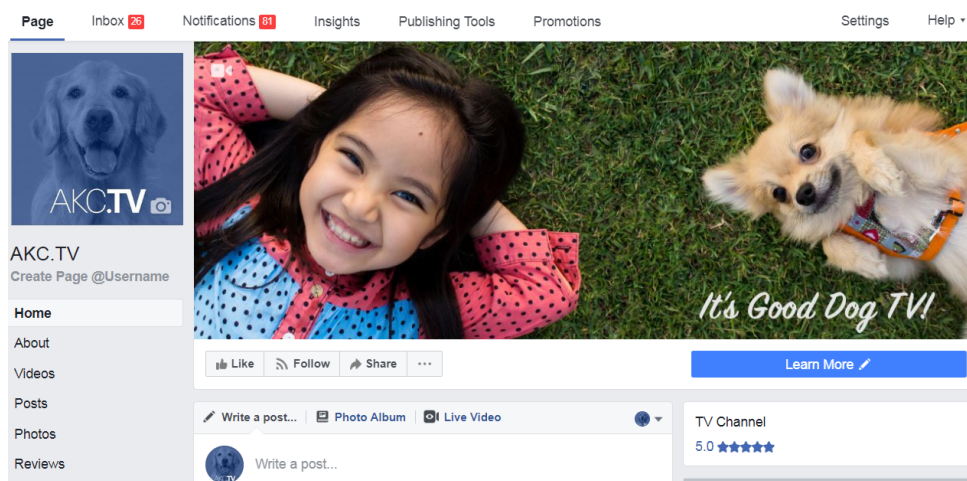 Page Inbox 26 Notifications 81 Insights Publishing Tools Promotions Settings Help
AKC.TV
It's Good Dog TV!
AKC.TV
Create Page @Username
Home
About
Videos
Posts
Photos
Reviews
Like Follow Share ...
Learn More
Write a post... Photo Album Live Video
Write a post...
TV Channel
5.0